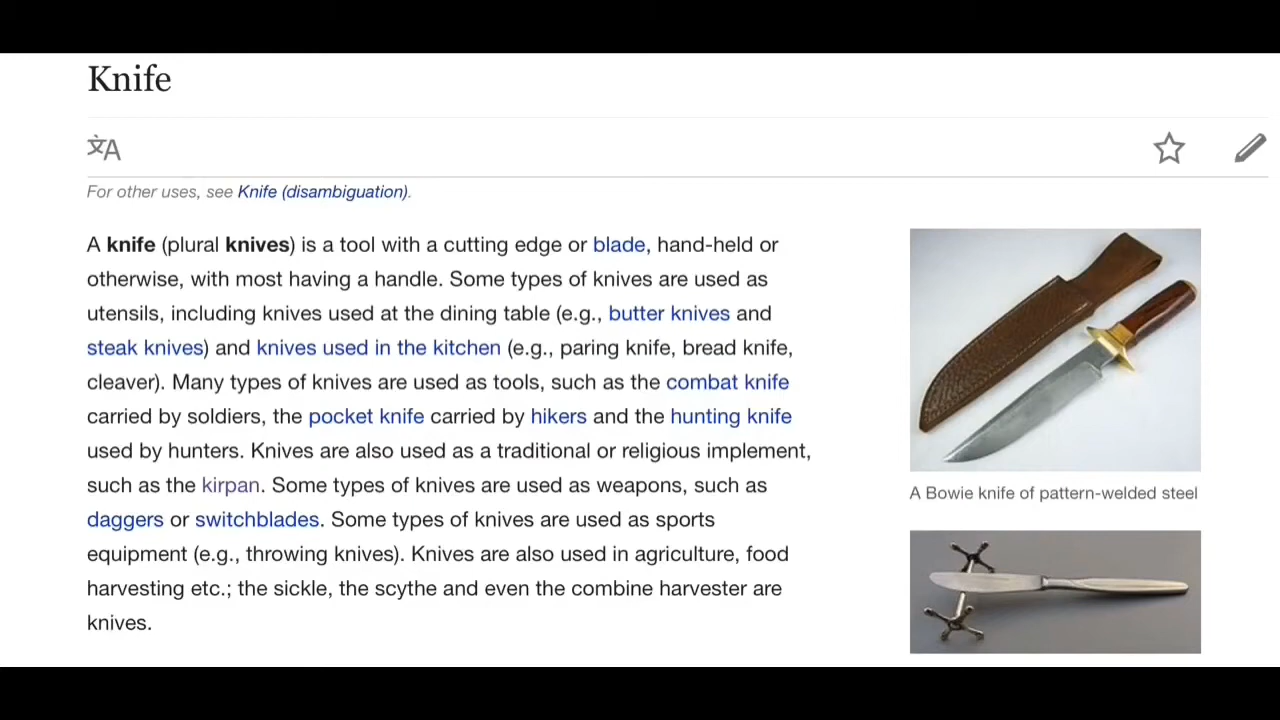 Knife
文A
For other uses, see Knife (disambiguation).
A knife (plural knives) is a tool with a cutting edge or blade, hand-held or
otherwise, with most having a handle. Some types of knives are used as
utensils, including knives used at the dining table (e.g., butter knives and
steak knives) and knives used in the kitchen (e.g., paring knife, bread knife,
cleaver). Many types of knives are used as tools, such as the combat knife
carried by soldiers, the pocket knife carried by hikers and the hunting knife
used by hunters. Knives are also used as a traditional or religious implement,
such as the kirpan. Some types of knives are used as weapons, such as
daggers or switchblades. Some types of knives are used as sports
equipment (e.g., throwing knives). Knives are also used in agriculture, food
harvesting etc.; the sickle, the scythe and even the combine harvester are
knives.
A Bowie knife of pattern-welded steel